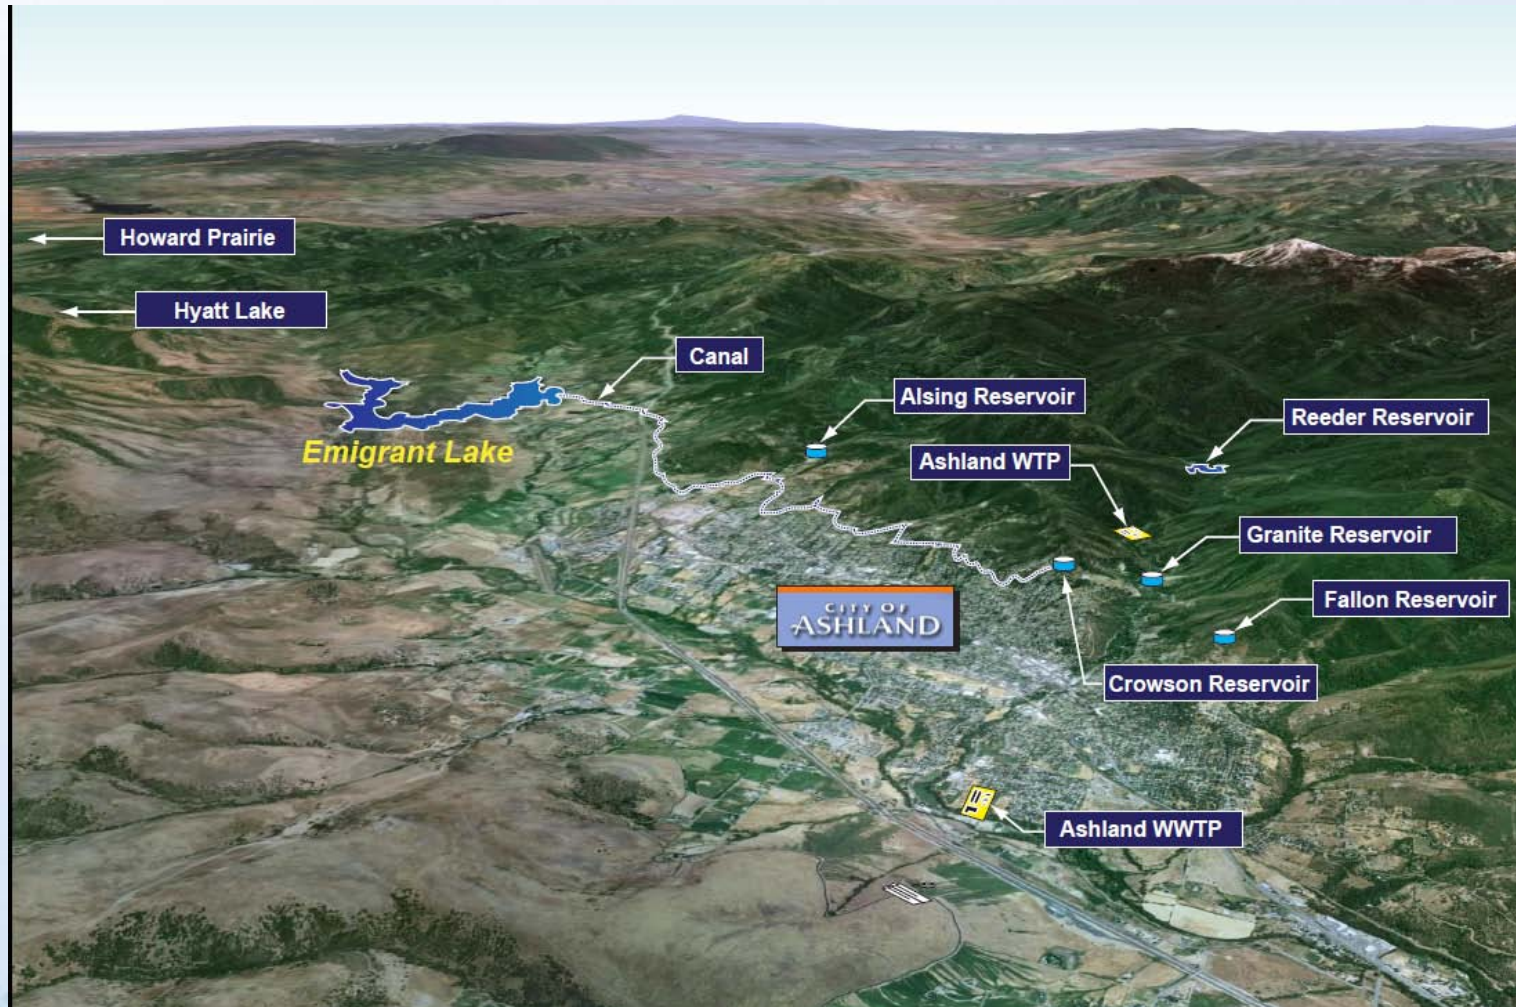 Howard Prairie
Hyatt Lake
Canal
Emigrant Lake
Alsing Reservoir
Reeder Reservoir
Ashland WTP
Granite Reservoir
CITY OF
ASHLAND
Fallon Reservoir
Crowson Reservoir
Ashland WWTP